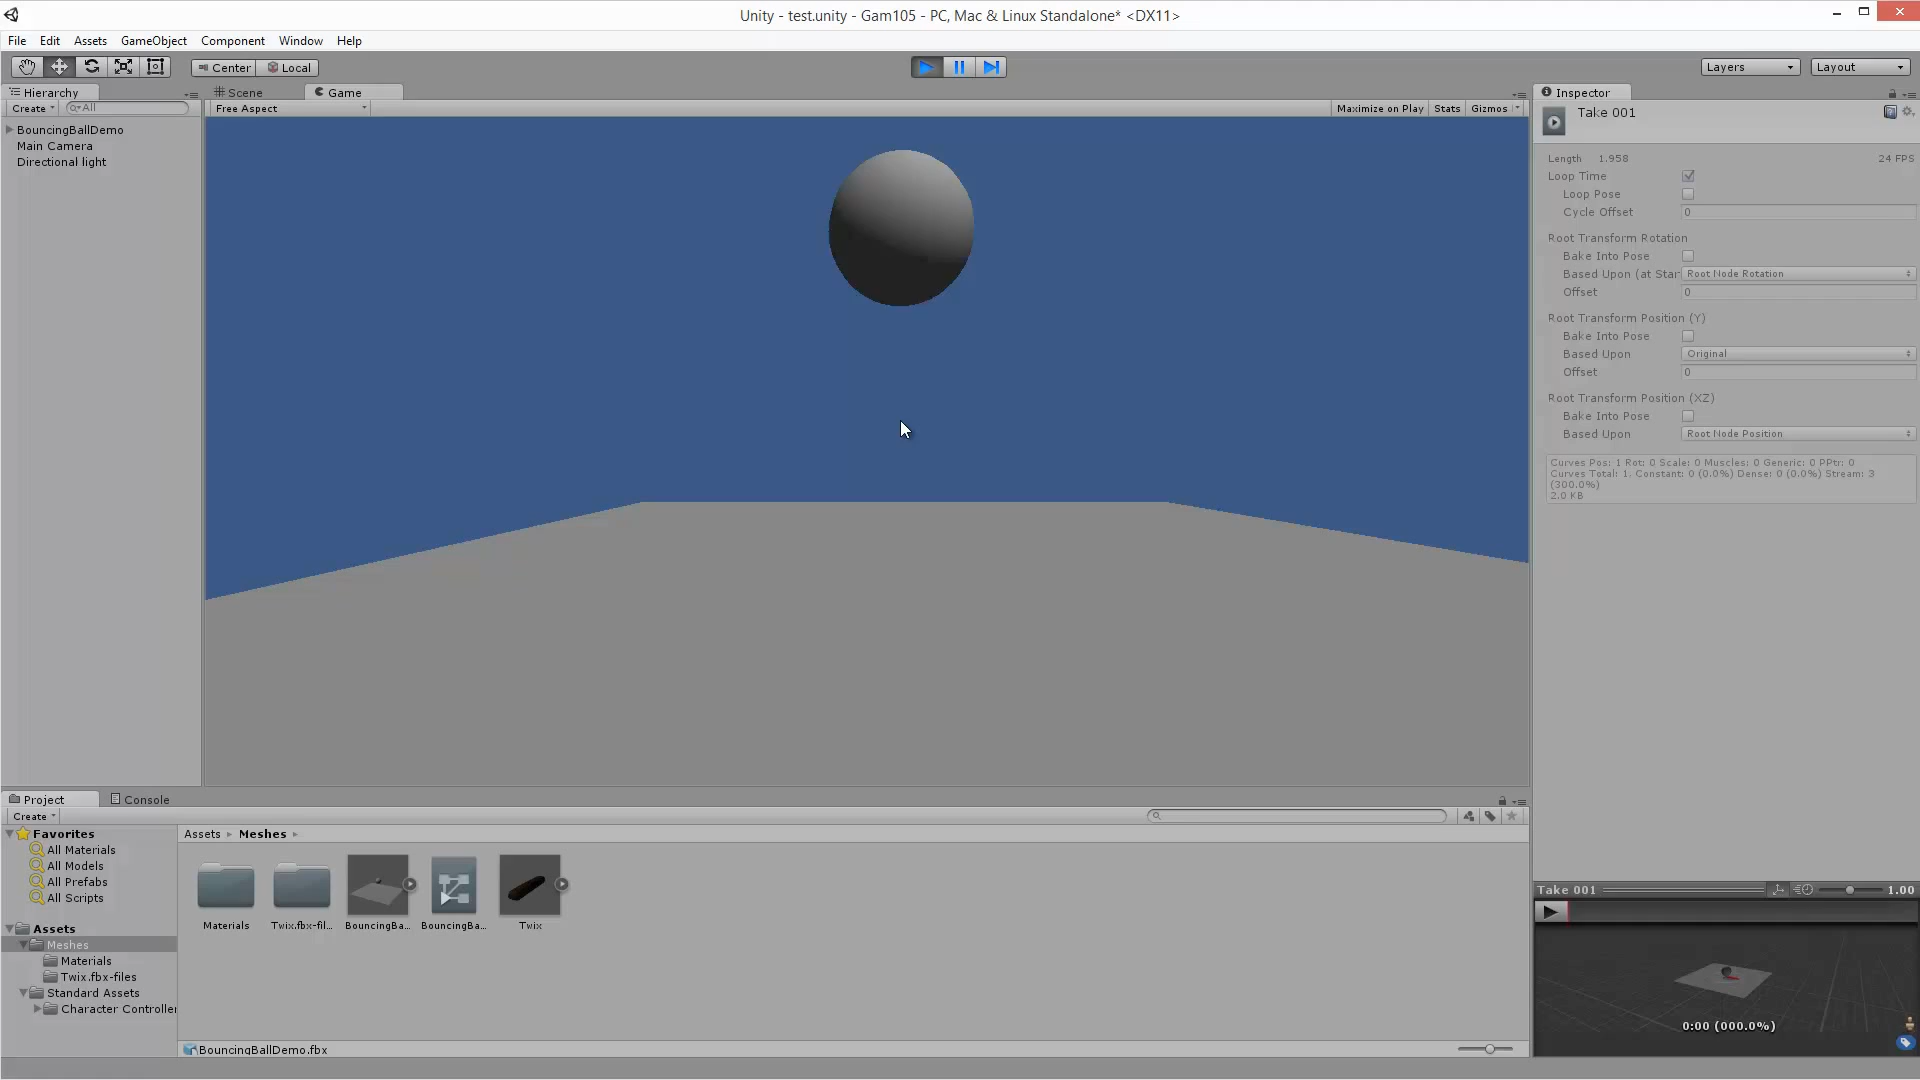 Unity - test.unity - Gam105 - PC, Mac & Linux Standalone* <DX11>
File Edit Assets GameObject Component Window Help
Center Local Layers Layout
Hierarchy
Create All
BouncingBallDemo
Main Camera
Directional light
Scene Game
Free Aspect Maximize on Play Stats Gizmos
Inspector
Take 001
Length 1.958 24 FPS
Loop Time
Loop Pose
Cycle Offset 0
Root Transform Rotation
Bake Into Pose
Based Upon (at Star Root Node Rotation
Offset 0
Root Transform Position (Y)
Bake Into Pose
Based Upon Original
Offset 0
Root Transform Position (XZ)
Bake Into Pose
Based Upon Root Node Position
Curves Pos: 1 Rot: 0 Scale: 0 Muscles: 0 Generic: 0 PPtr: 0
Curves Total: 1. Constant: 0 (0.0%) Dense: 0 (0.0%) Stream: 3
(300.0%)
2.0 KB
Project Console
Create
Favorites
All Materials
All Models
All Prefabs
All Scripts
Assets
Meshes
Materials
Twix.fbx-files
Standard Assets
Character Controller
Assets Meshes
Materials Twix.fbx-fil... BouncingBa... BouncingBa... Twix
BouncingBallDemo.fbx
Take 001 1.00
0:00 (000.0%)